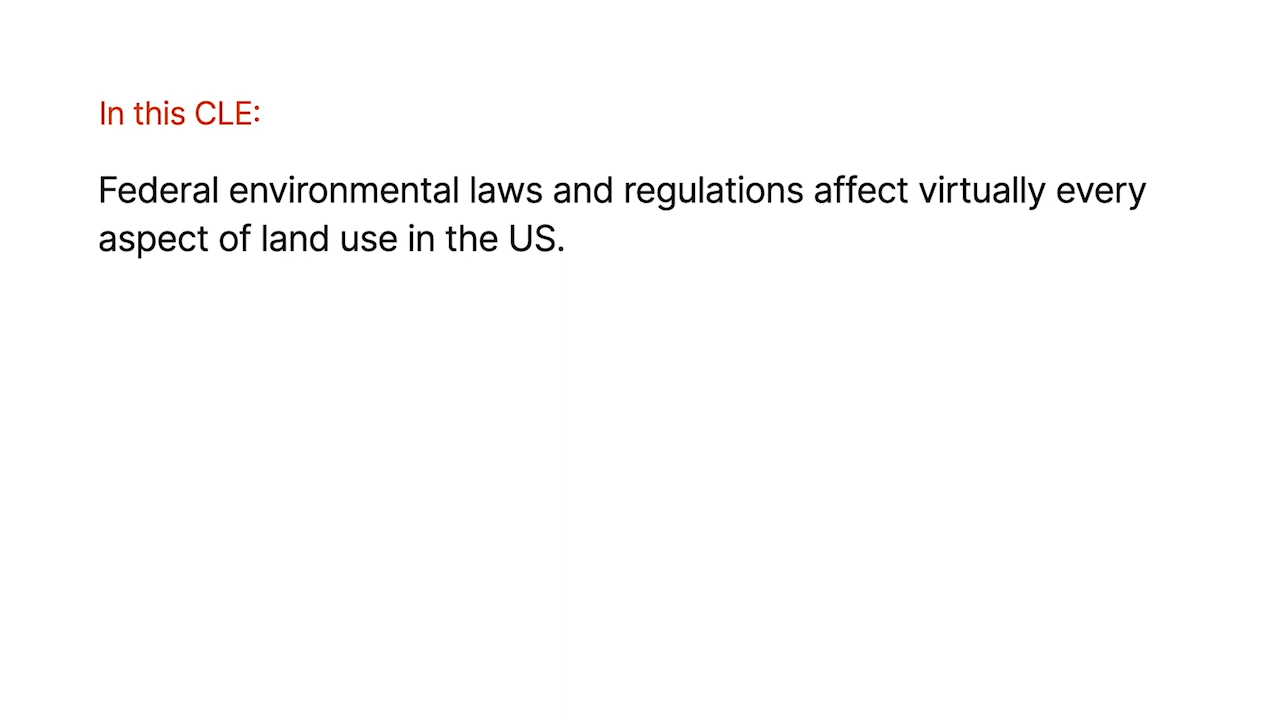 In this CLE:
Federal environmental laws and regulations affect virtually every
aspect of land use in the US.